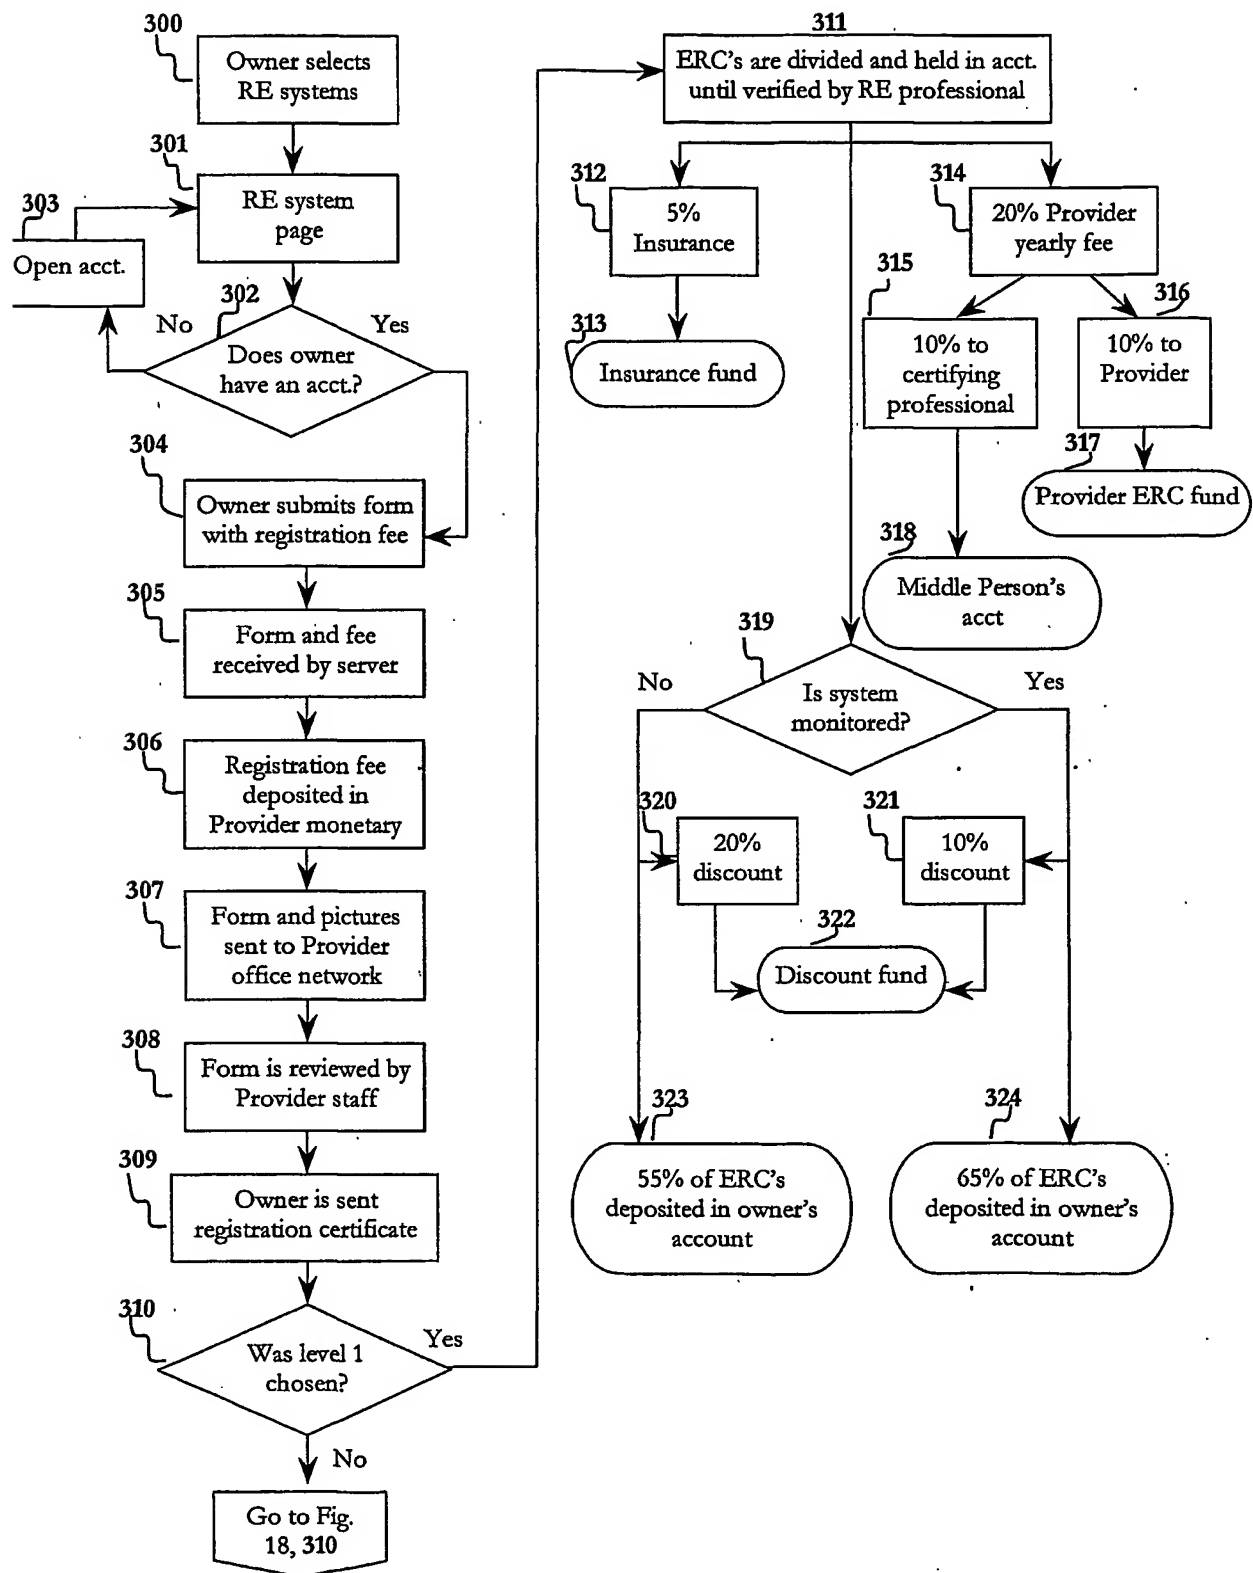 300
Owner selects
RE systems
301
RE system
page
303
Open acct.
302
No
Yes
Does owner
have an acct.?
304
Owner submits form
with registration fee
305
Form and fee
received by server
306
Registration fee
deposited in
Provider monetary
307
Form and pictures
sent to Provider
office network
308
Form is reviewed by
Provider staff
309
Owner is sent
registration certificate
310
Was level 1
chosen?
Yes
No
Go to Fig.
18, 310
311
ERC's are divided and held in acct.
until verified by RE professional
312
5%
Insurance
313
Insurance fund
314
20% Provider
yearly fee
315
10% to
certifying
professional
316
10% to
Provider
317
Provider ERC fund
318
Middle Person's
acct
319
No
Yes
Is system
monitored?
320
20%
discount
321
10%
discount
322
Discount fund
323
55% of ERC's
deposited in owner's
account
324
65% of ERC's
deposited in owner's
account